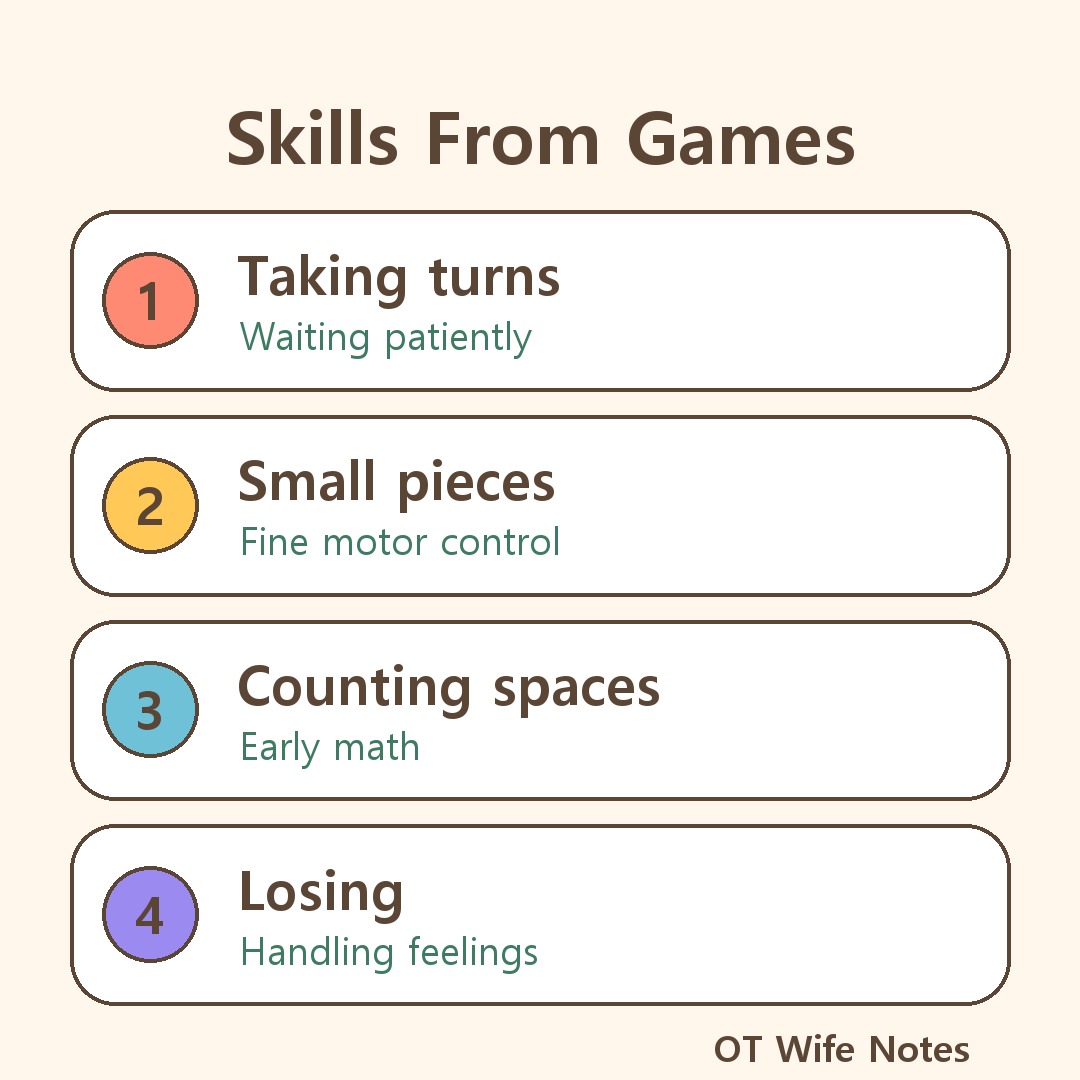 Skills From Games
1
Taking turns
Waiting patiently
2
Small pieces
Fine motor control
3
Counting spaces
Early math
4
Losing
Handling feelings
OT Wife Notes